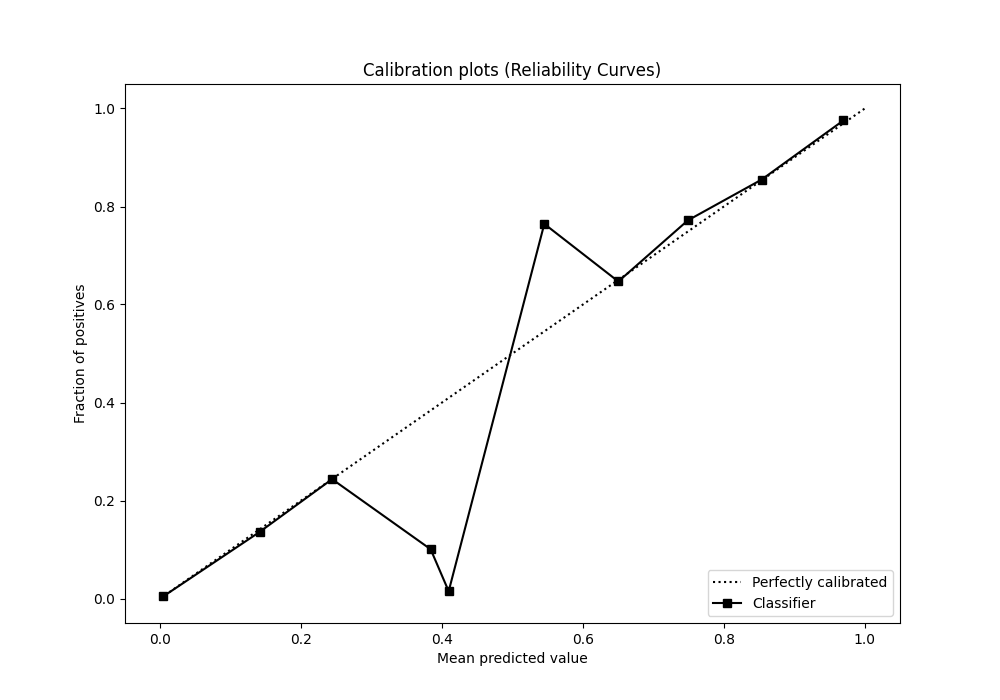 Calibration plots (Reliability Curves)
1.0
0.8
0.6
0.4
0.2
0.0
Fraction of positives
0.0 0.2 0.4 0.6 0.8 1.0
Mean predicted value
Perfectly calibrated
Classifier